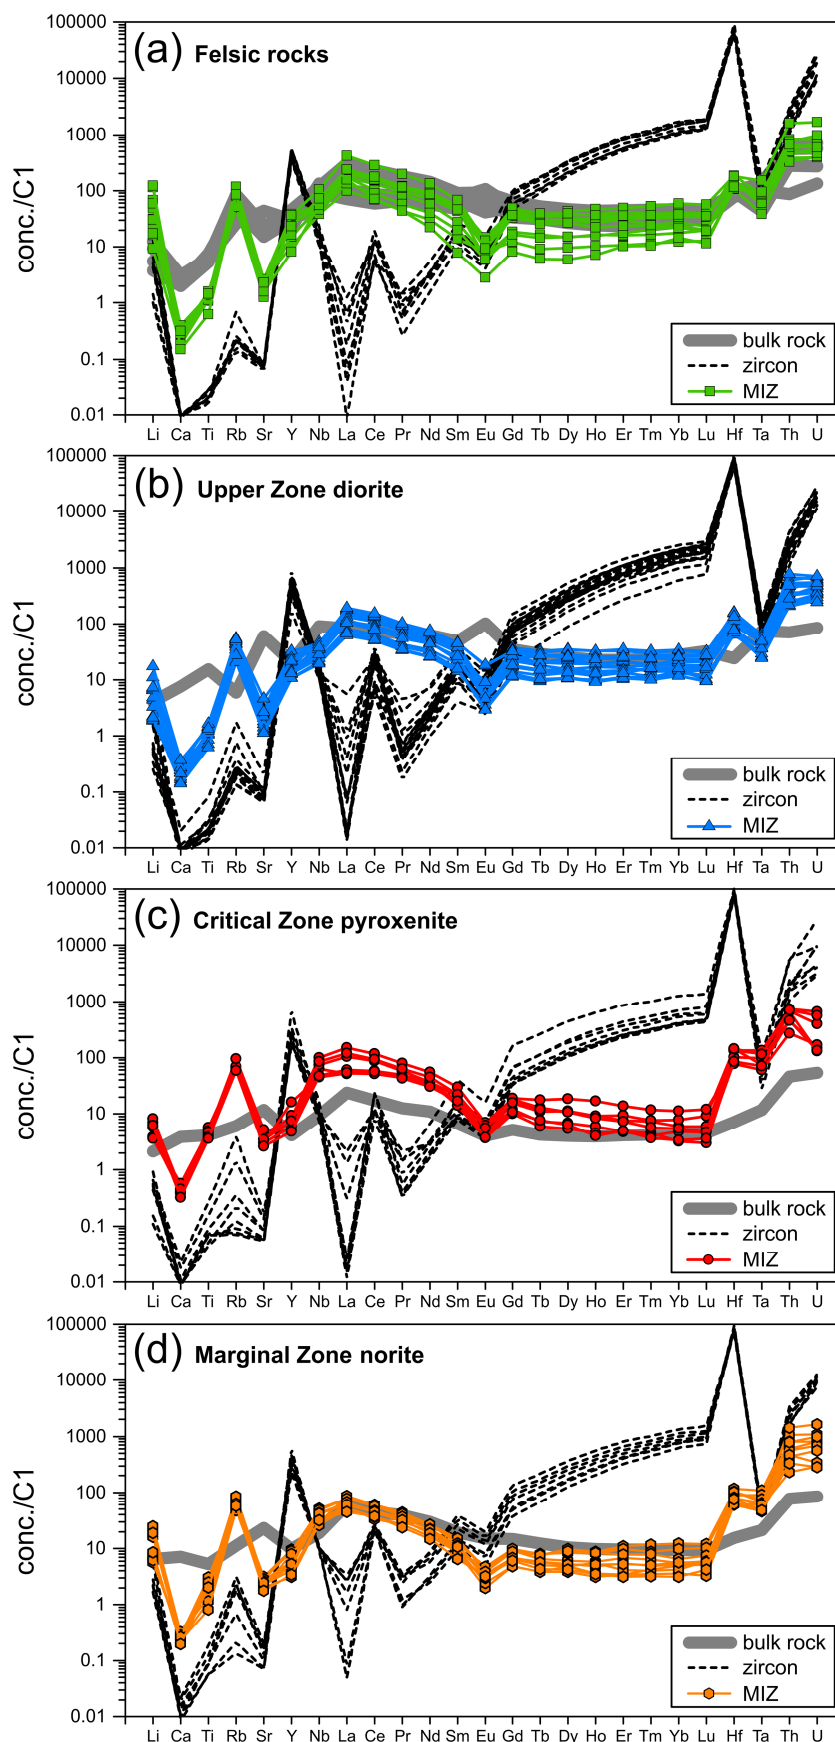 (a) Felsic rocks
conc./C1
100000
10000
1000
100
10
1
0.1
0.01
bulk rock
zircon
MIZ
Li Ca Ti Rb Sr Y Nb La Ce Pr Nd Sm Eu Gd Tb Dy Ho Er Tm Yb Lu Hf Ta Th U
(b) Upper Zone diorite
conc./C1
100000
10000
1000
100
10
1
0.1
0.01
bulk rock
zircon
MIZ
Li Ca Ti Rb Sr Y Nb La Ce Pr Nd Sm Eu Gd Tb Dy Ho Er Tm Yb Lu Hf Ta Th U
(c) Critical Zone pyroxenite
conc./C1
100000
10000
1000
100
10
1
0.1
0.01
bulk rock
zircon
MIZ
Li Ca Ti Rb Sr Y Nb La Ce Pr Nd Sm Eu Gd Tb Dy Ho Er Tm Yb Lu Hf Ta Th U
(d) Marginal Zone norite
conc./C1
100000
10000
1000
100
10
1
0.1
0.01
bulk rock
zircon
MIZ
Li Ca Ti Rb Sr Y Nb La Ce Pr Nd Sm Eu Gd Tb Dy Ho Er Tm Yb Lu Hf Ta Th U